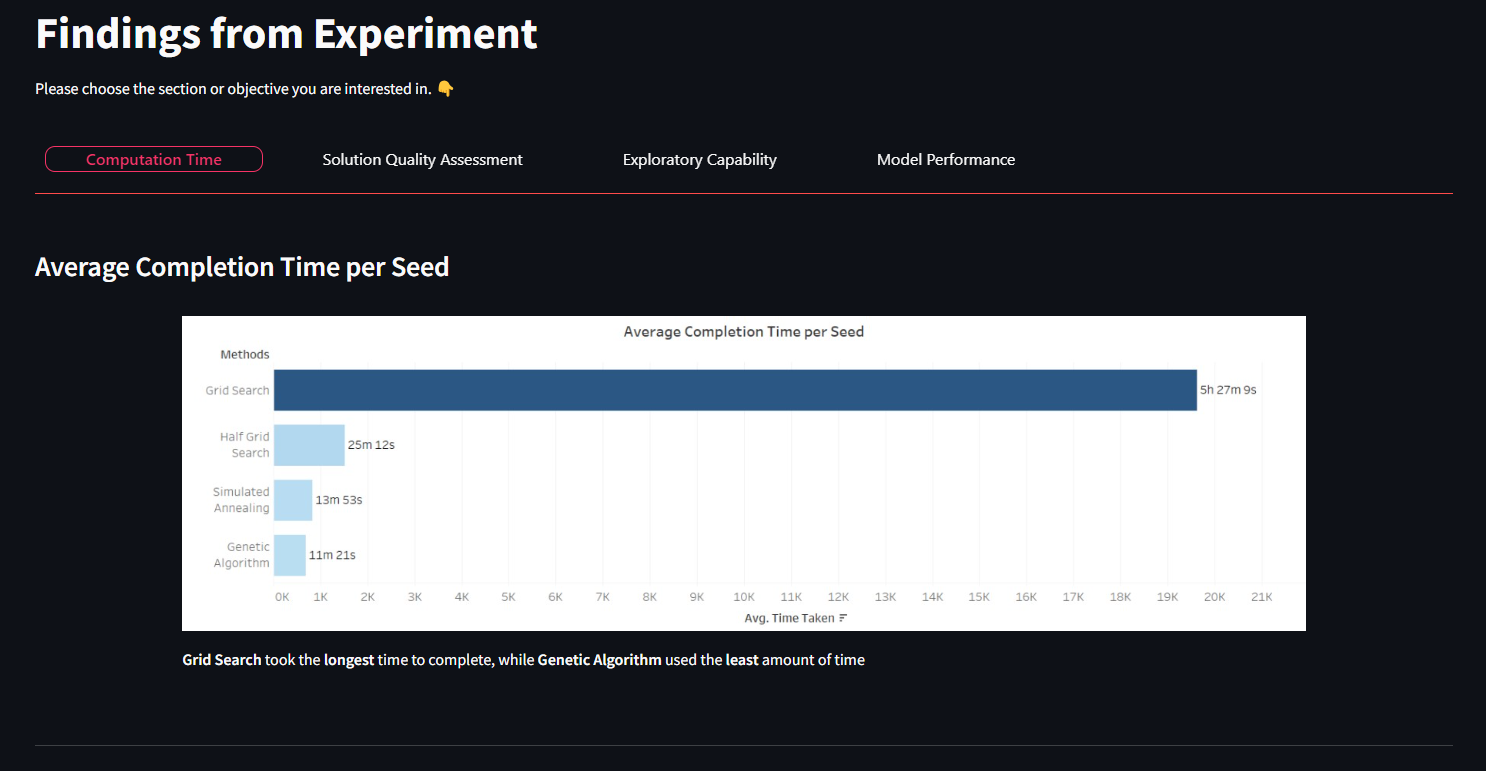 Findings from Experiment
Please choose the section or objective you are interested in. 👇
Computation Time Solution Quality Assessment Exploratory Capability Model Performance
Average Completion Time per Seed
Average Completion Time per Seed
Methods
Grid Search 5h 27m 9s
Half Grid
Search
25m 12s
Simulated
Annealing
13m 53s
Genetic
Algorithm
11m 21s
0K 1K 2K 3K 4K 5K 6K 7K 8K 9K 10K 11K 12K 13K 14K 15K 16K 17K 18K 19K 20K 21K
Avg. Time Taken
Grid Search took the longest time to complete, while Genetic Algorithm used the least amount of time